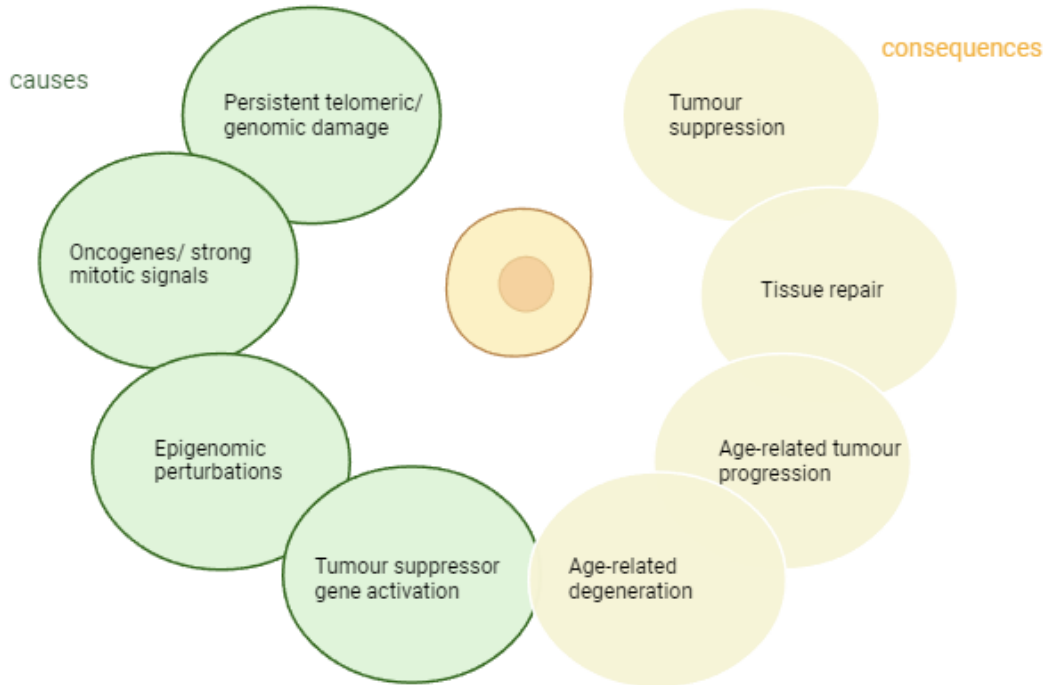 causes
Persistent telomeric/
genomic damage
Oncogenes/ strong
mitotic signals
Epigenomic
perturbations
Tumour suppressor
gene activation
consequences
Tumour
suppression
Tissue repair
Age-related tumour
progression
Age-related
degeneration